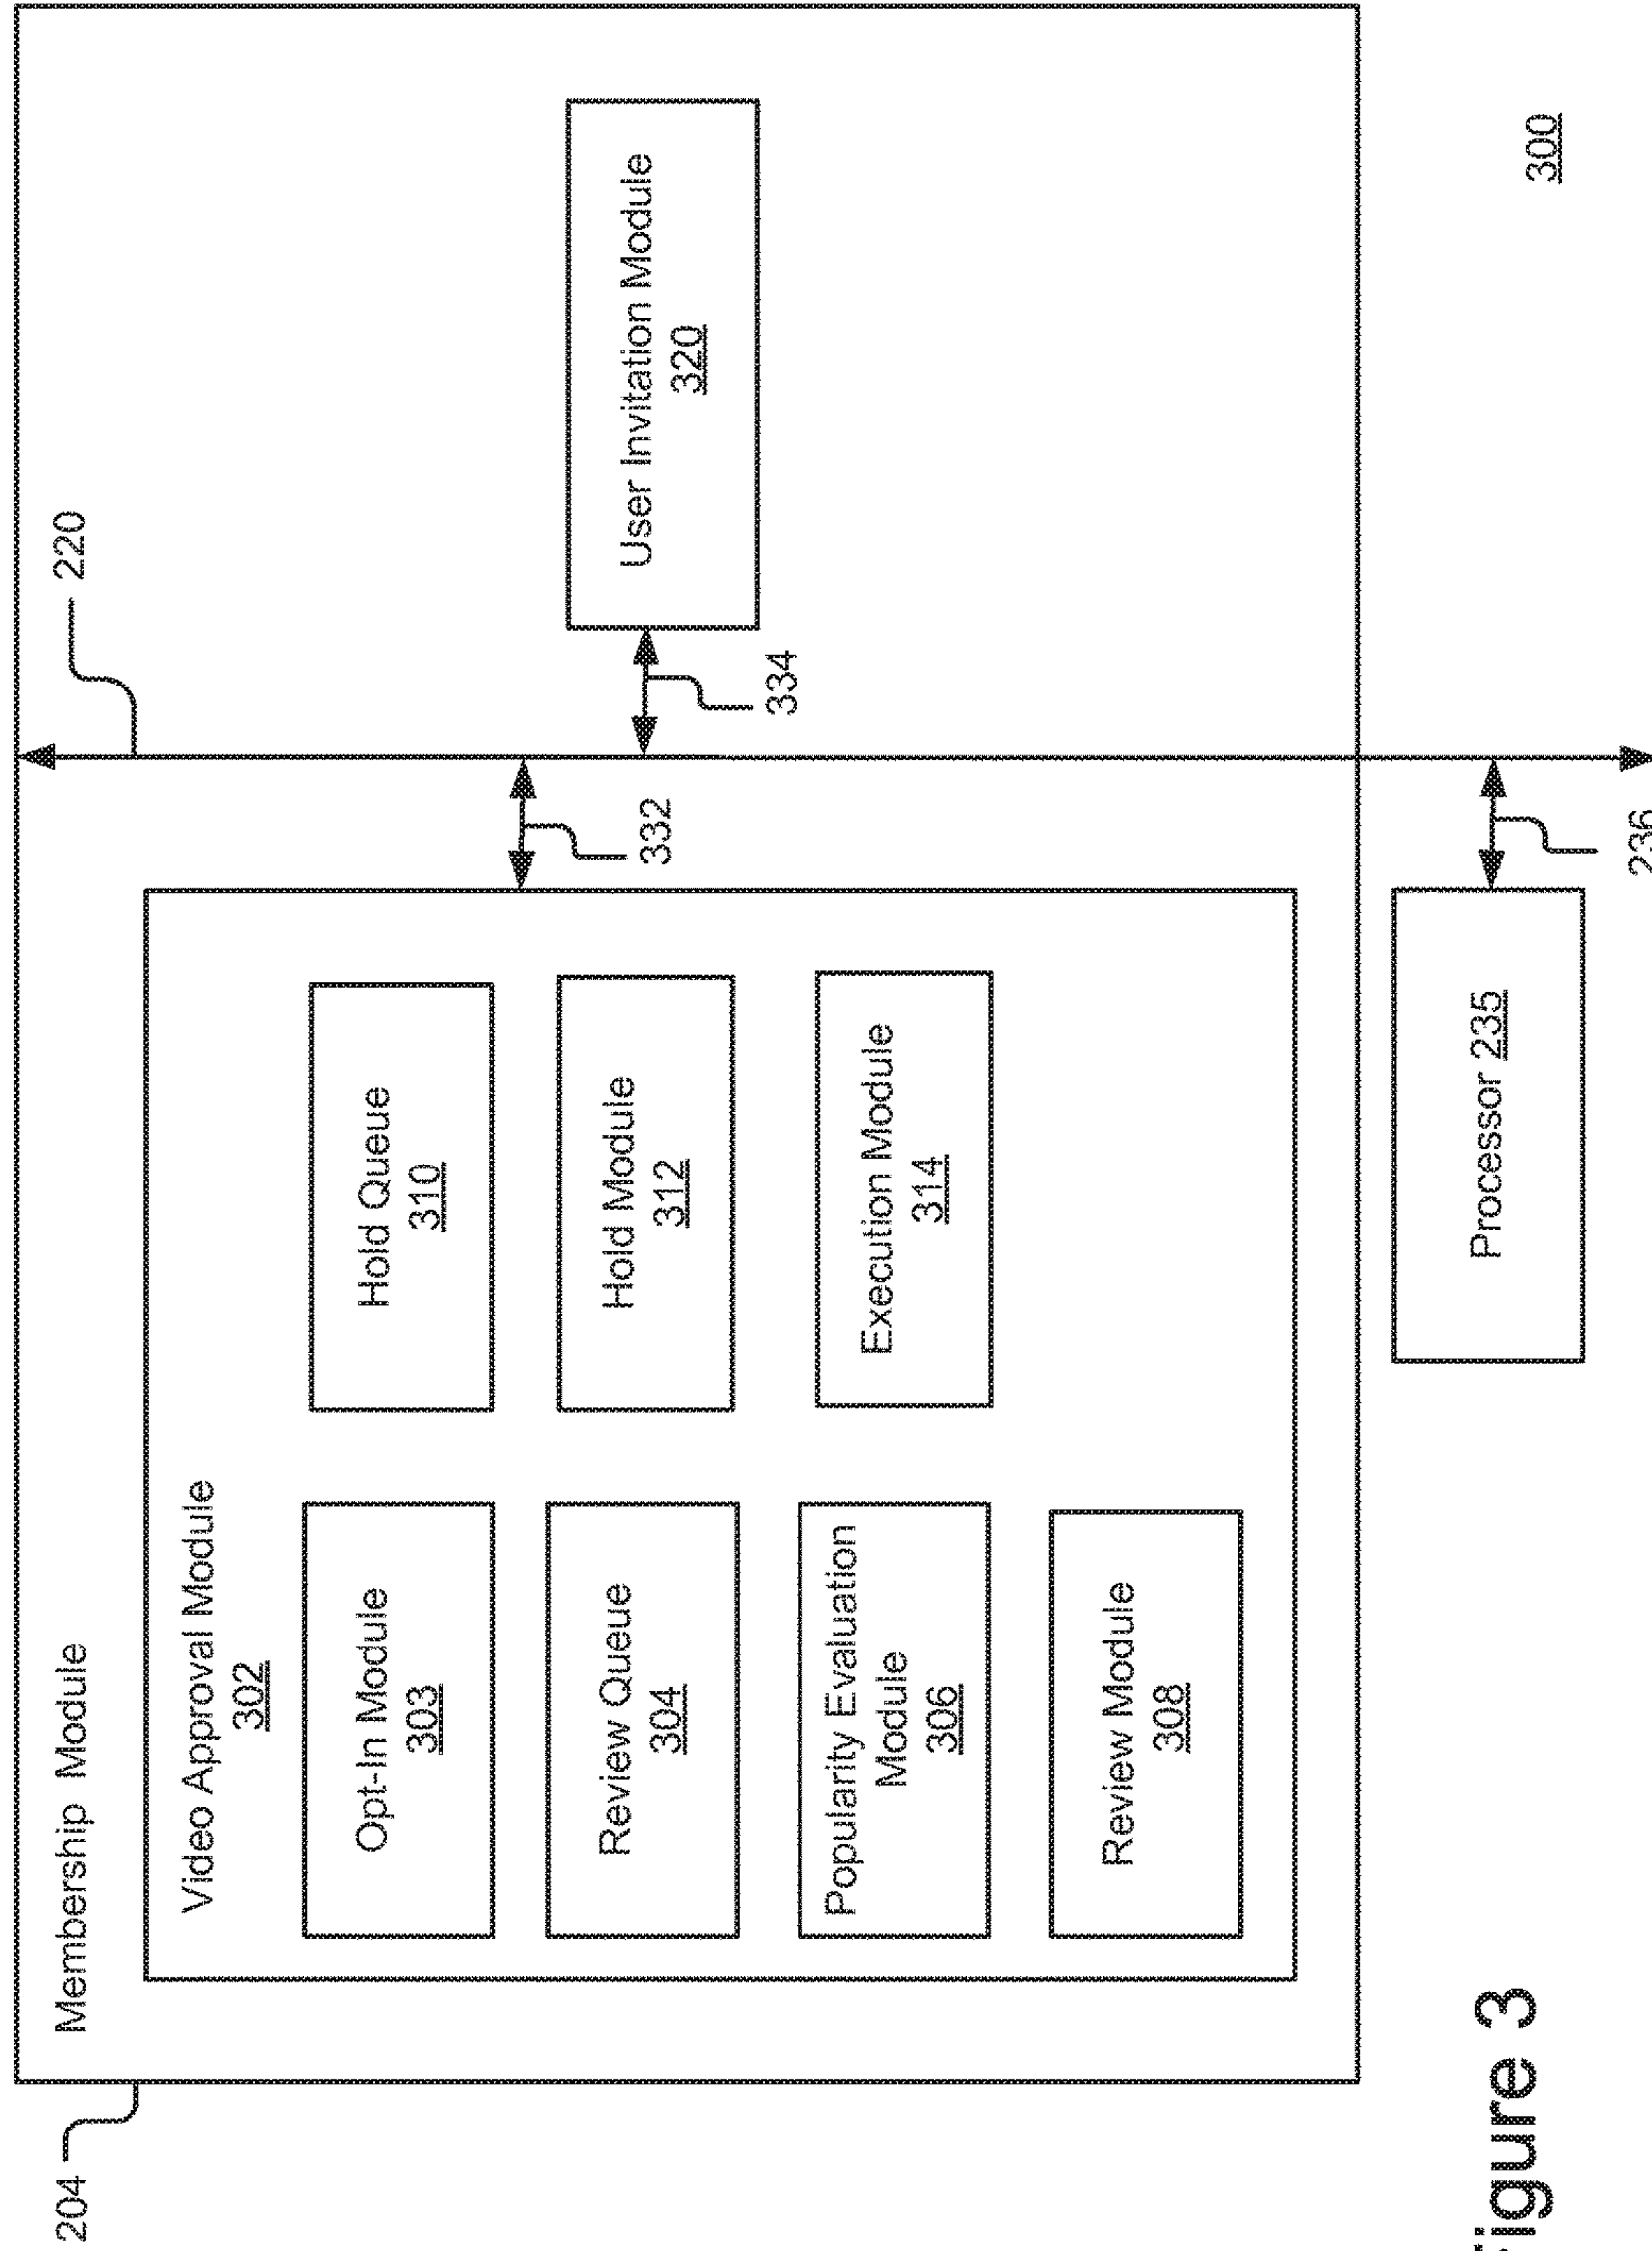 204
Membership Module
220
Video Approval Module
302
Opt-In Module
303
Hold Queue
310
Review Queue
304
Hold Module
312
332
User Invitation Module
320
334
Popularity Evaluation
Module
306
Execution Module
314
Review Module
308
Processor 235
236
300
igure 3